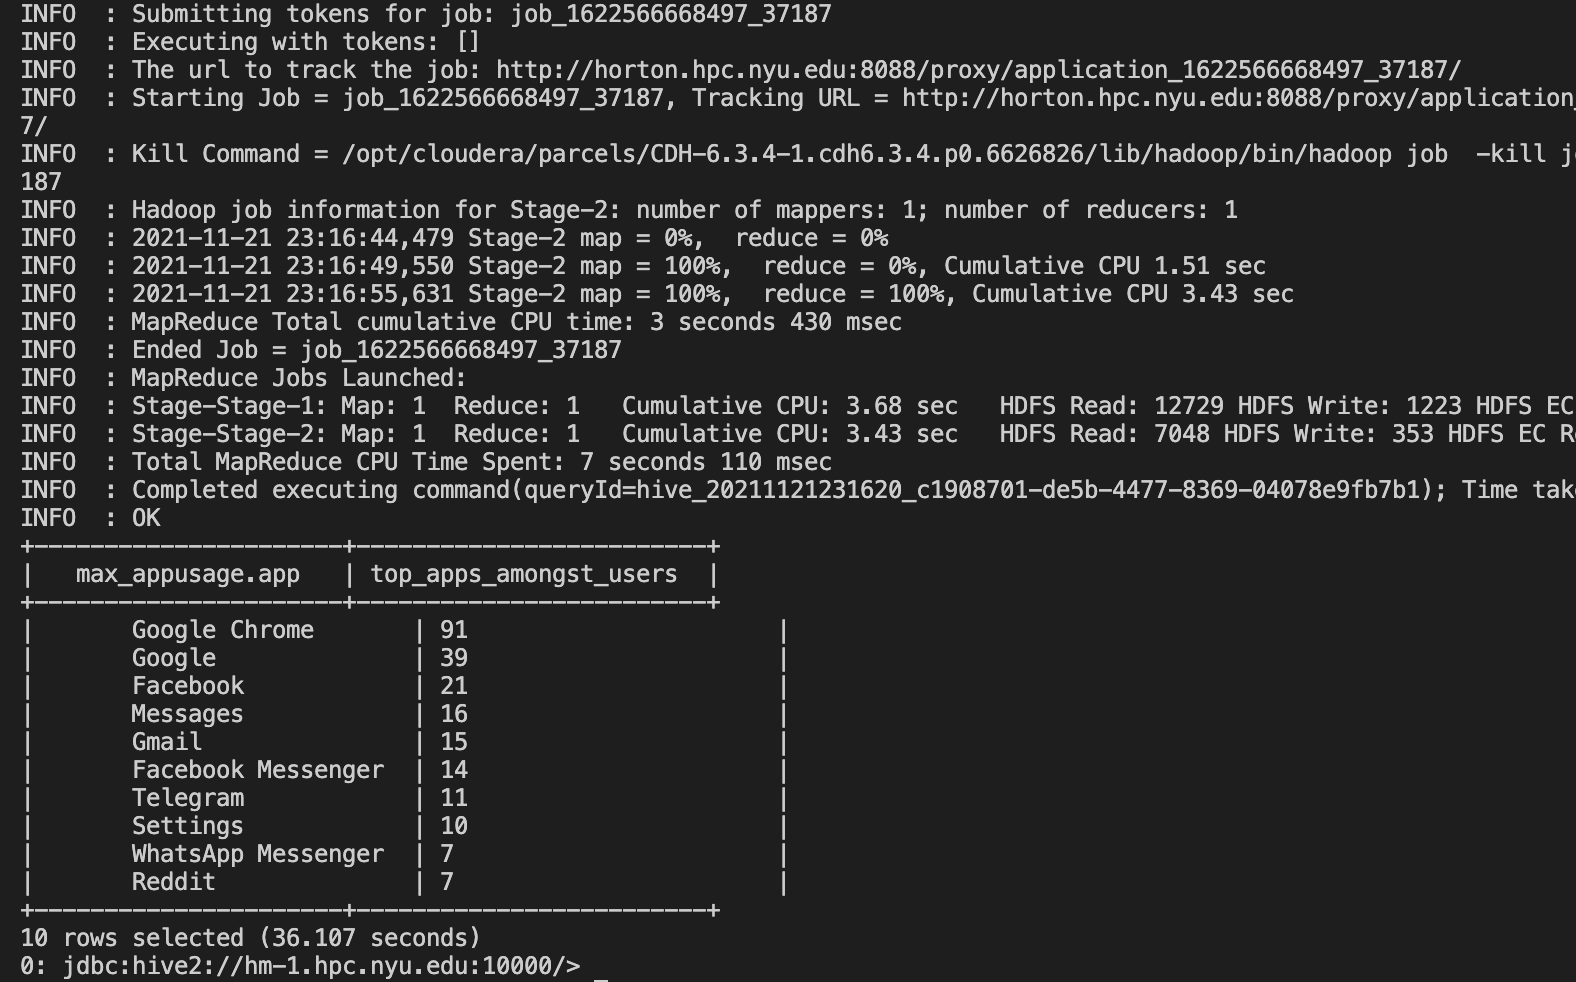 INFO  : Submitting tokens for job: job_1622566668497_37187
INFO  : Executing with tokens: []
INFO  : The url to track the job: http://horton.hpc.nyu.edu:8088/proxy/application_1622566668497_37187/
INFO  : Starting Job = job_1622566668497_37187, Tracking URL = http://horton.hpc.nyu.edu:8088/proxy/application_
7/
INFO  : Kill Command = /opt/cloudera/parcels/CDH-6.3.4-1.cdh6.3.4.p0.6626826/lib/hadoop/bin/hadoop job  -kill j
187
INFO  : Hadoop job information for Stage-2: number of mappers: 1; number of reducers: 1
INFO  : 2021-11-21 23:16:44,479 Stage-2 map = 0%,  reduce = 0%
INFO  : 2021-11-21 23:16:49,550 Stage-2 map = 100%,  reduce = 0%, Cumulative CPU 1.51 sec
INFO  : 2021-11-21 23:16:55,631 Stage-2 map = 100%,  reduce = 100%, Cumulative CPU 3.43 sec
INFO  : MapReduce Total cumulative CPU time: 3 seconds 430 msec
INFO  : Ended Job = job_1622566668497_37187
INFO  : MapReduce Jobs Launched:
INFO  : Stage-Stage-1: Map: 1  Reduce: 1   Cumulative CPU: 3.68 sec   HDFS Read: 12729 HDFS Write: 1223 HDFS EC
INFO  : Stage-Stage-2: Map: 1  Reduce: 1   Cumulative CPU: 3.43 sec   HDFS Read: 7048 HDFS Write: 353 HDFS EC R
INFO  : Total MapReduce CPU Time Spent: 7 seconds 110 msec
INFO  : Completed executing command(queryId=hive_20211121231620_c1908701-de5b-4477-8369-04078e9fb7b1); Time tak
INFO  : OK
+----------------------+-------------------------+
|   max_appusage.app   | top_apps_amongst_users  |
+----------------------+-------------------------+
|       Google Chrome       | 91                      |
|       Google              | 39                      |
|       Facebook            | 21                      |
|       Messages            | 16                      |
|       Gmail               | 15                      |
|       Facebook Messenger  | 14                      |
|       Telegram            | 11                      |
|       Settings            | 10                      |
|       WhatsApp Messenger  | 7                       |
|       Reddit              | 7                       |
+----------------------+-------------------------+
10 rows selected (36.107 seconds)
0: jdbc:hive2://hm-1.hpc.nyu.edu:10000/> _